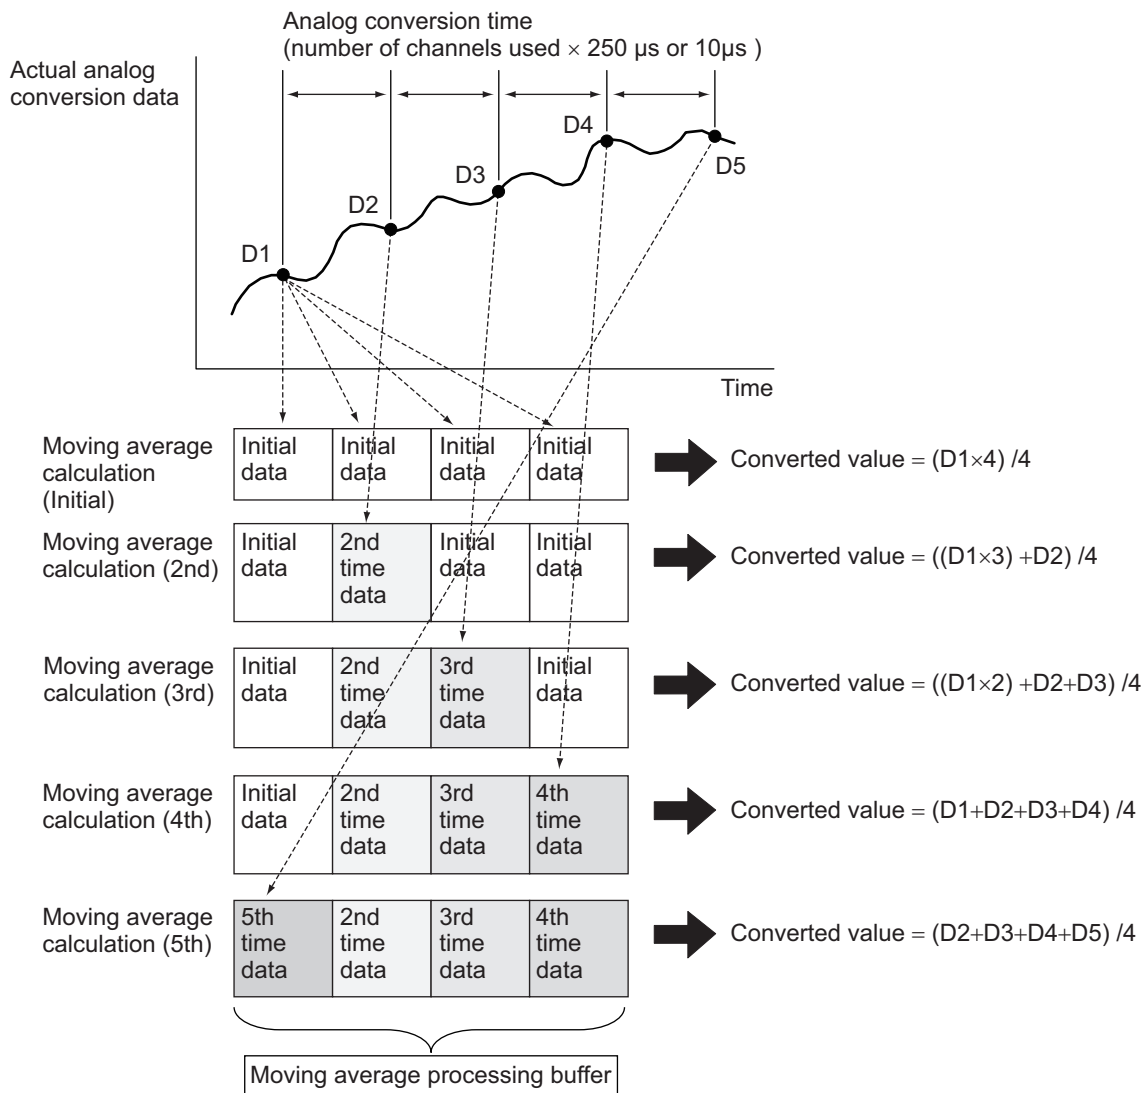 Analog conversion time
(number of channels used × 250 μs or 10μs )
Actual analog
conversion data
D1
D2
D3
D4
D5
Time
Moving average
calculation
(Initial)
Initial
data
Initial
data
Initial
data
Initial
data
Converted value = (D1×4) /4
Moving average
calculation (2nd)
Initial
data
2nd
time
data
Initial
data
Initial
data
Converted value = ((D1×3) +D2) /4
Moving average
calculation (3rd)
Initial
data
2nd
time
data
3rd
time
data
Initial
data
Converted value = ((D1×2) +D2+D3) /4
Moving average
calculation (4th)
Initial
data
2nd
time
data
3rd
time
data
4th
time
data
Converted value = (D1+D2+D3+D4) /4
Moving average
calculation (5th)
5th
time
data
2nd
time
data
3rd
time
data
4th
time
data
Converted value = (D2+D3+D4+D5) /4
Moving average processing buffer